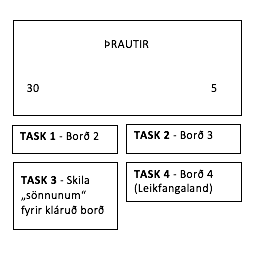 ÞRAUTIR
30 5
TASK 1 - Borð 2
TASK 2 - Borð 3
TASK 3 - Skila
„sönnunum“
fyrir kláruð borð
TASK 4 - Borð 4
(Leikfangaland)